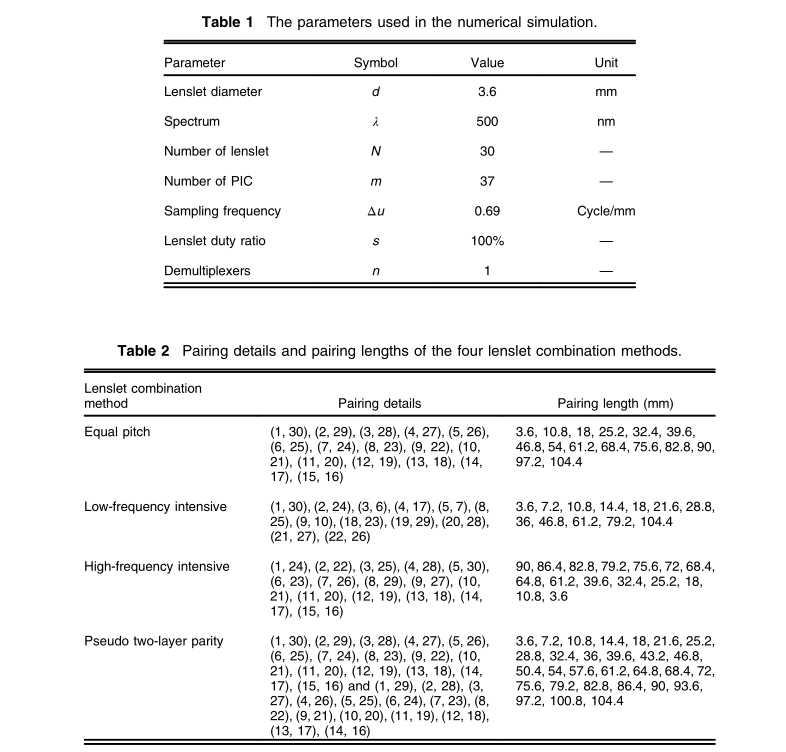 Table 1 The parameters used in the numerical simulation.
Parameter Symbol Value Unit
Lenslet diameter d 3.6 mm
Spectrum λ 500 nm
Number of lenslet N 30 —
Number of PIC m 37 —
Sampling frequency Δu 0.69 Cycle/mm
Lenslet duty ratio s 100% —
Demultiplexers n 1 —
Table 2 Pairing details and pairing lengths of the four lenslet combination methods.
Lenslet combination
method Pairing details Pairing length (mm)
Equal pitch (1, 30), (2, 29), (3, 28), (4, 27), (5, 26), 3.6, 10.8, 18, 25.2, 32.4, 39.6,
(6, 25), (7, 24), (8, 23), (9, 22), (10, 46.8, 54, 61.2, 68.4, 75.6, 82.8, 90,
21), (11, 20), (12, 19), (13, 18), (14, 97.2, 104.4
17), (15, 16)
Low-frequency intensive (1, 30), (2, 24), (3, 6), (4, 17), (5, 7), (8, 3.6, 7.2, 10.8, 14.4, 18, 21.6, 28.8,
25), (9, 10), (18, 23), (19, 29), (20, 28), 36, 46.8, 61.2, 79.2, 104.4
(21, 27), (22, 26)
High-frequency intensive (1, 24), (2, 22), (3, 25), (4, 28), (5, 30), 90, 86.4, 82.8, 79.2, 75.6, 72, 68.4,
(6, 23), (7, 26), (8, 29), (9, 27), (10, 64.8, 61.2, 39.6, 32.4, 25.2, 18,
21), (11, 20), (12, 19), (13, 18), (14, 10.8, 3.6
17), (15, 16)
Pseudo two-layer parity (1, 30), (2, 29), (3, 28), (4, 27), (5, 26), 3.6, 7.2, 10.8, 14.4, 18, 21.6, 25.2,
(6, 25), (7, 24), (8, 23), (9, 22), (10, 28.8, 32.4, 36, 39.6, 43.2, 46.8,
21), (11, 20), (12, 19), (13, 18), (14, 50.4, 54, 57.6, 61.2, 64.8, 68.4, 72,
17), (15, 16) and (1, 29), (2, 28), (3, 75.6, 79.2, 82.8, 86.4, 90, 93.6,
27), (4, 26), (5, 25), (6, 24), (7, 23), (8, 97.2, 100.8, 104.4
22), (9, 21), (10, 20), (11, 19), (12, 18),
(13, 17), (14, 16)